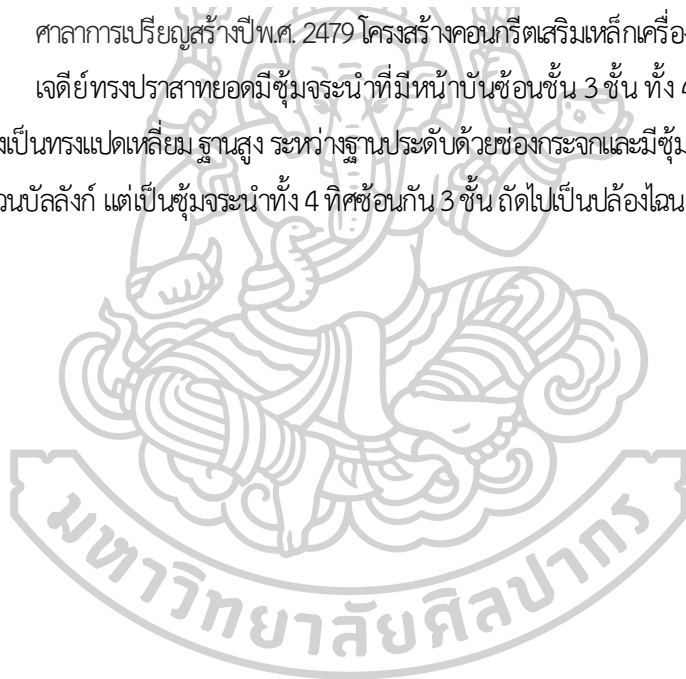 ศาลาการเปรียญสร้างปีพ.ศ. 2479 โครงสร้างคอนกรีตเสริมเหล็กเครื่อง
เจดีย์ทรงปราสาทยอดมีซุ้มจระนำที่มีหน้าบันซ้อนชั้น 3 ชั้น ทั้ง 4
เป็นทรงแปดเหลี่ยม ฐานสูง ระหว่างฐานประดับด้วยช่องกระจกและมีซุ้ม
วนบัลลังก์ แต่เป็นซุ้มจระนำทั้ง 4 ทิศซ้อนกัน 3 ชั้น ถัดไปเป็นปล้องไฉน
มหาวิทยาลัยศิลปากร